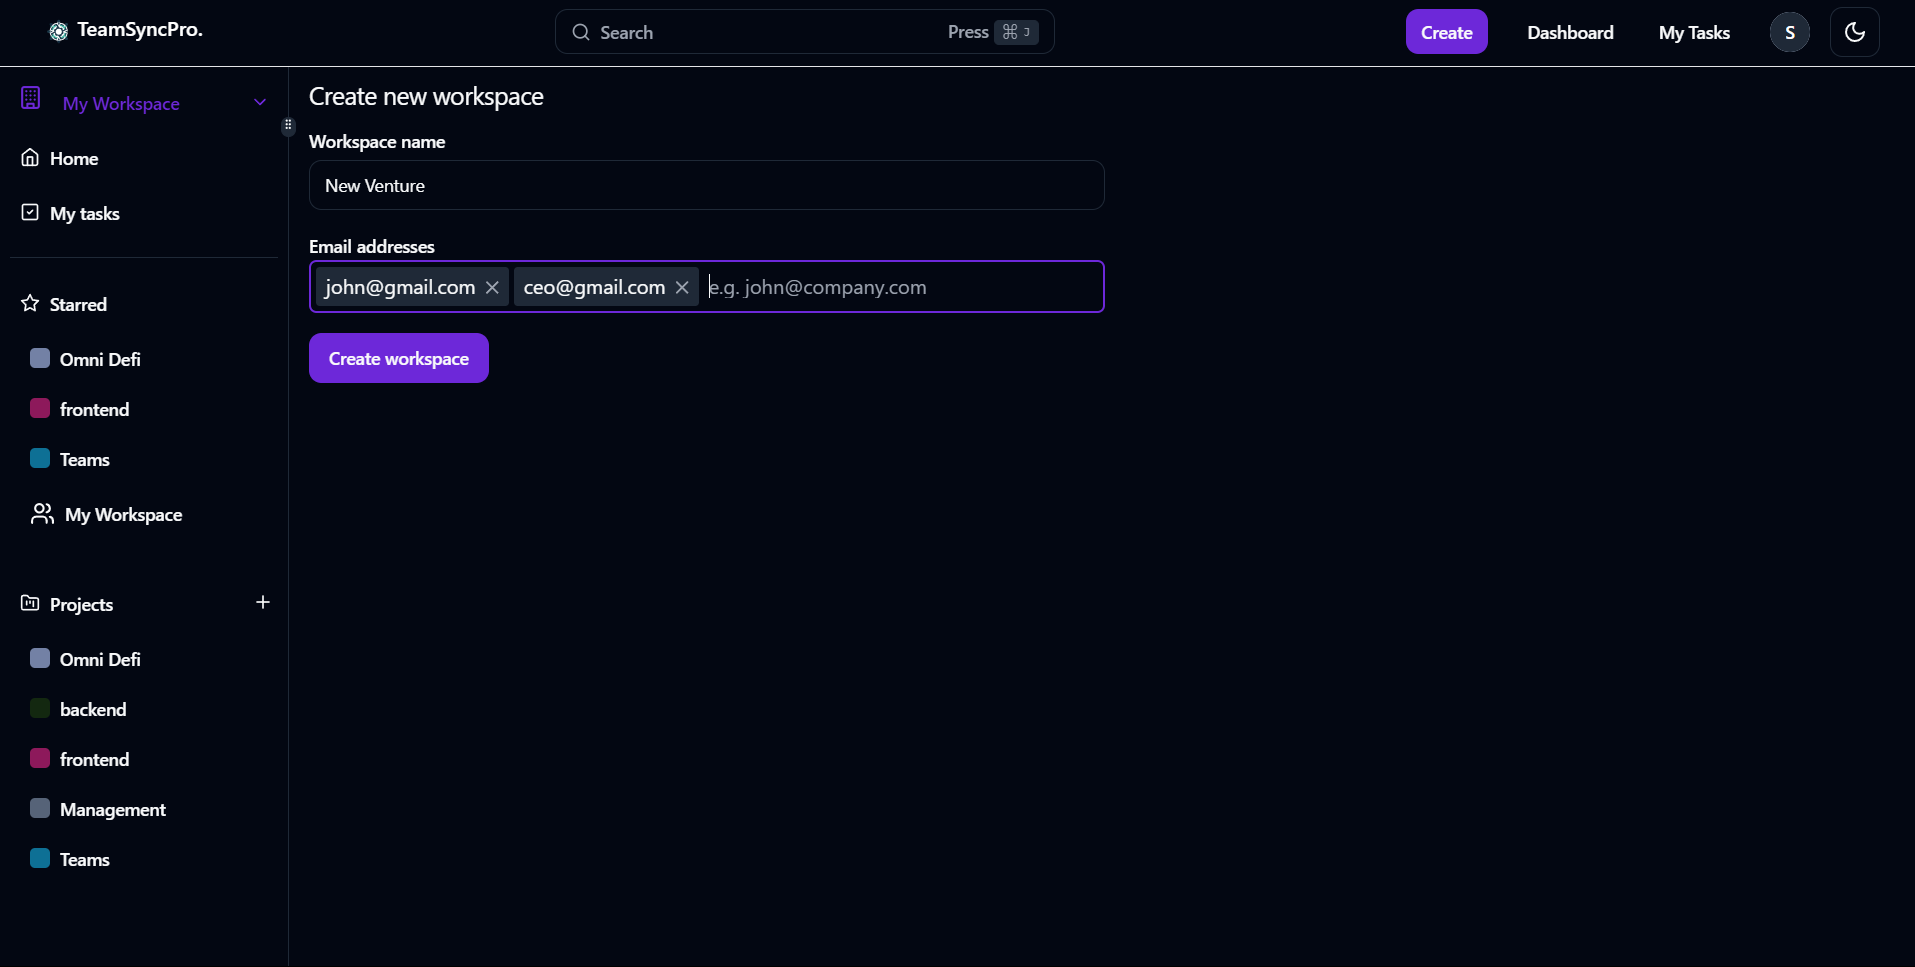 TeamSyncPro.
Search Press ⌘ J
Create Dashboard My Tasks S
My Workspace
Home
My tasks
Starred
Omni Defi
frontend
Teams
My Workspace
Projects
Omni Defi
backend
frontend
Management
Teams
Create new workspace
Workspace name
New Venture
Email addresses
john@gmail.com ceo@gmail.com e.g. john@company.com
Create workspace